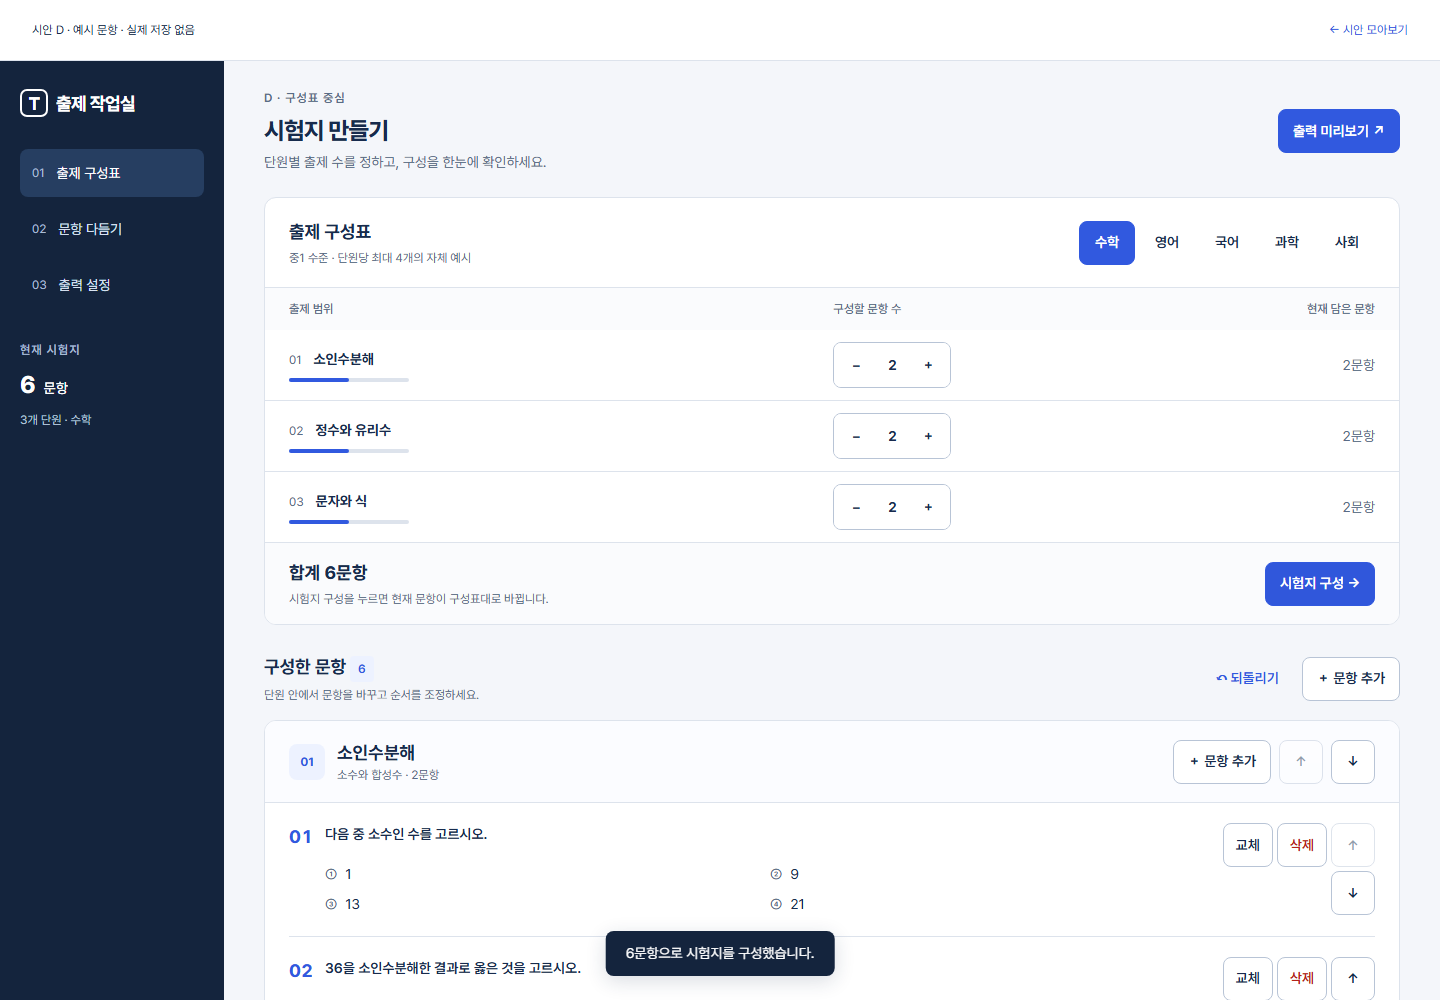 시안 D · 예시 문항 · 실제 저장 없음
← 시안 모아보기
T 출제 작업실
01 출제 구성표
02 문항 다듬기
03 출력 설정
현재 시험지
6 문항
3개 단원 · 수학
D · 구성표 중심
시험지 만들기
단원별 출제 수를 정하고, 구성을 한눈에 확인하세요.
출력 미리보기 ↗
출제 구성표
중1 수준 · 단원당 최대 4개의 자체 예시
수학 영어 국어 과학 사회
출제 범위 구성할 문항 수 현재 담은 문항
01 소인수분해 − 2 + 2문항
02 정수와 유리수 − 2 + 2문항
03 문자와 식 − 2 + 2문항
합계 6문항
시험지 구성을 누르면 현재 문항이 구성표대로 바뀝니다.
시험지 구성 →
구성한 문항 6
단원 안에서 문항을 바꾸고 순서를 조정하세요.
↶ 되돌리기 + 문항 추가
01 소인수분해
소수와 합성수 · 2문항
+ 문항 추가 ↑ ↓
01 다음 중 소수인 수를 고르시오.
교체 삭제 ↑ ↓
① 1 ② 9
③ 13 ④ 21
02 36을 소인수분해한 결과로 옳은 것을 고르시오.
교체 삭제 ↑
6문항으로 시험지를 구성했습니다.